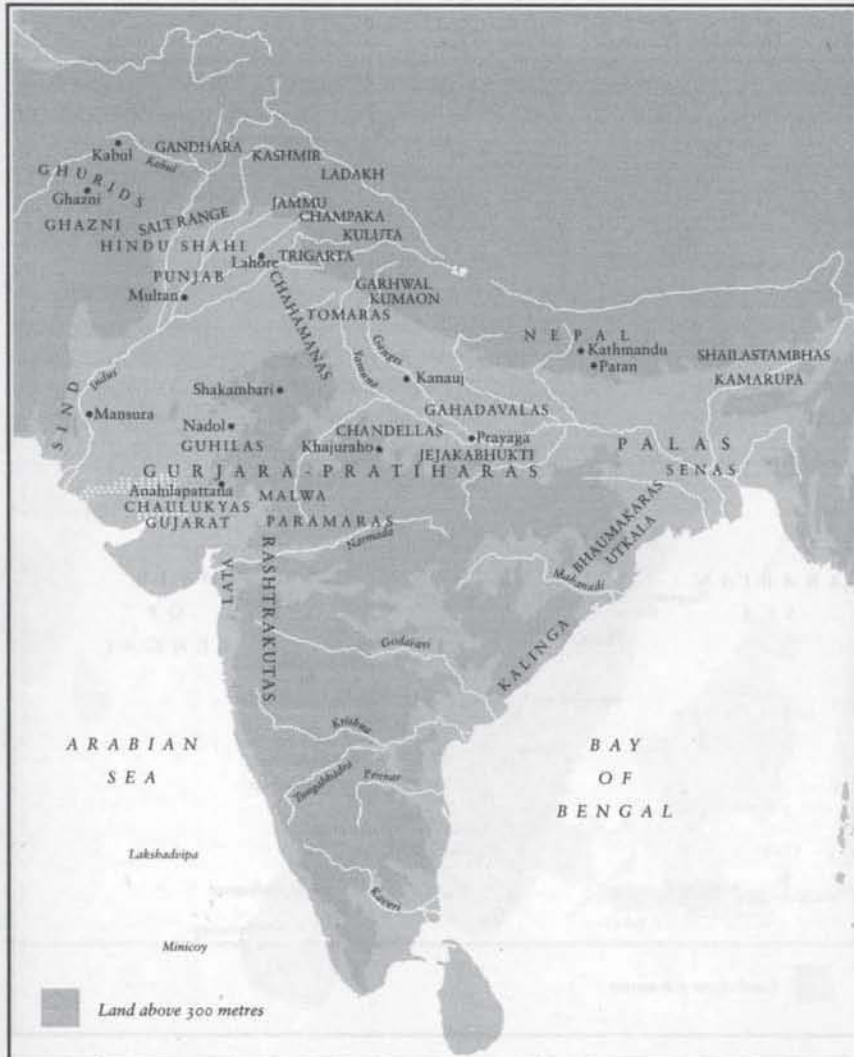 GANDHARA
Kabul
Kabul
KASHMIR
LADAKH
GHURIDS
Ghazni
GHAZNI
SALT RANGE
JAMMU
CHAMPAKA
KULUTA
HINDU SHAHI
Lahore
TRIGARTA
PUNJAB
Multan
CHAHAMANAS
GARHWAL
KUMAON
TOMARAS
Ganges
Yamuna
NEPAL
Kathmandu
Patan
SHAILASTAMBHAS
KAMARUPA
Indus
SIND
Mansura
Shakambari
Kanauj
Nadol
GUHILAS
GAHADAVALAS
CHANDELLAS
Khajuraho
Prayaga
JEJAKABHUKTI
PALAS
SENAS
GURJARA-PRATIHARAS
Anahilapattana
CHAULUKYAS
GUJARAT
MALWA
PARAMARAS
Narmada
BHAUMAKARAS
UTKALA
Mahanadi
LATA
RASHTRAKUTAS
Godavari
KALINGA
Krishna
ARABIAN
SEA
BAY
OF
BENGAL
Tungabhadra
Pennar
Lakshadvipa
Kaveri
Minicoy
Land above 300 metres